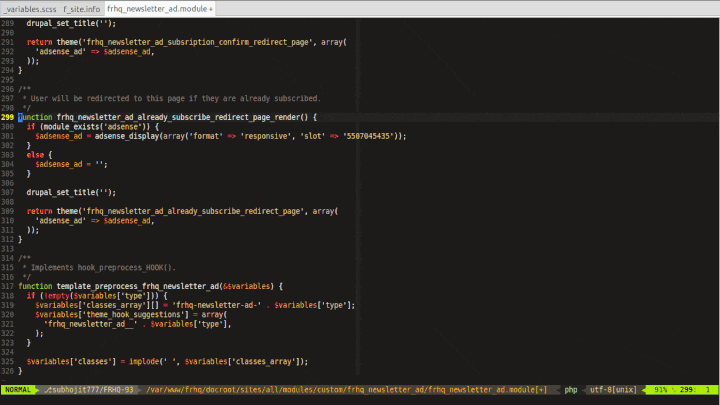 _variables.scss  f_site.info  frhq_newsletter_ad.module +
289   drupal_set_title('');
290
291   return theme('frhq_newsletter_ad_subsription_confirm_redirect_page', array(
292     'adsense_ad' => $adsense_ad,
293   ));
294 }
295
296 /**
297  * User will be redirected to this page if they are already subscribed.
298  */
299 function frhq_newsletter_ad_already_subscribe_redirect_page_render() {
300   if (module_exists('adsense')) {
301     $adsense_ad = adsense_display(array('format' => 'responsive', 'slot' => '5507045435'));
302   }
303   else {
304     $adsense_ad = '';
305   }
306
307   drupal_set_title('');
308
309   return theme('frhq_newsletter_ad_already_subscribe_redirect_page', array(
310     'adsense_ad' => $adsense_ad,
311   ));
312 }
313
314 /**
315  * Implements hook_preprocess_HOOK().
316  */
317 function template_preprocess_frhq_newsletter_ad(&$variables) {
318   if (!empty($variables['type'])) {
319     $variables['classes_array'][] = 'frhq-newsletter-ad-' . $variables['type'];
320     $variables['theme_hook_suggestions'] = array(
321       'frhq_newsletter_ad__' . $variables['type'],
322     );
323   }
324
325   $variables['classes'] = implode(' ', $variables['classes_array']);
326 }
NORMAL  subhojit777/FRHQ-93  /var/www/frhq/docroot/sites/all/modules/custom/frhq_newsletter_ad/frhq_newsletter_ad.module[+]  php  utf-8[unix]  91%  299:  1